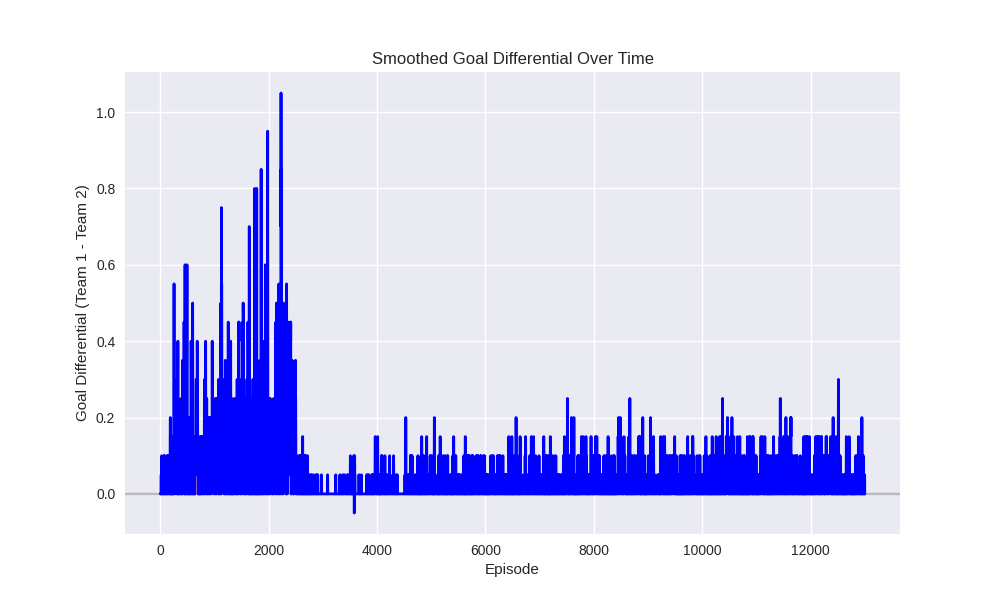 Smoothed Goal Differential Over Time
Goal Differential (Team 1 - Team 2)
1.0
0.8
0.6
0.4
0.2
0.0
0 2000 4000 6000 8000 10000 12000
Episode